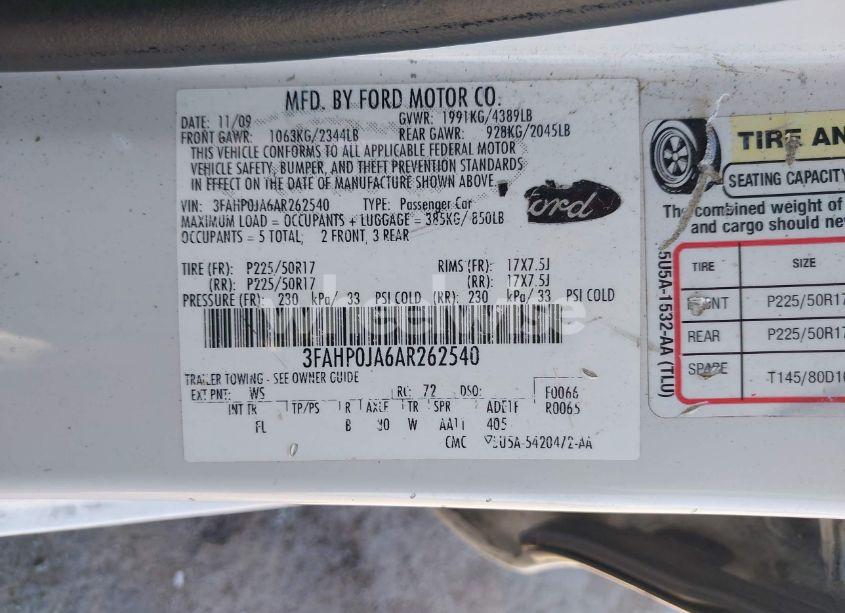 MFD. BY FORD MOTOR CO.
DATE: 11/09 GVWR: 1991KG/4389LB
FRONT GAWR: 1063KG/2344LB REAR GAWR: 928KG/2045LB
THIS VEHICLE CONFORMS TO ALL APPLICABLE FEDERAL MOTOR
VEHICLE SAFETY, BUMPER, AND THEFT PREVENTION STANDARDS
IN EFFECT ON THE DATE OF MANUFACTURE SHOWN ABOVE
VIN: 3FAHP0JA6AR262540 TYPE: Passenger Car
MAXIMUM LOAD = OCCUPANTS + LUGGAGE = 385KG/ 850LB
OCCUPANTS = 5 TOTAL; 2 FRONT, 3 REAR
Ford
TIRE (FR): P225/50R17 RIMS (FR): 17X7.5J
(RR): P225/50R17 (RR): 17X7.5J
PRESSURE (FR): 230 kPa/ 33 PSI COLD (RR): 230 kPa/ 33 PSI COLD
wheelwise
3FAHP0JA6AR262540
TRAILER TOWING - SEE OWNER GUIDE
EXT PNT: WS RC: 72 DSO: F0066
INT TR TP/PS R AXLE TR SPR R0065
FL B W 405
CMC
TIRE AN
SEATING CAPACITY
The combined weight of
and cargo should nev
TIRE SIZE
FRONT P225/50R17
REAR P225/50R17
SPARE T145/80D16
5U5A-1532-AA (TLU)